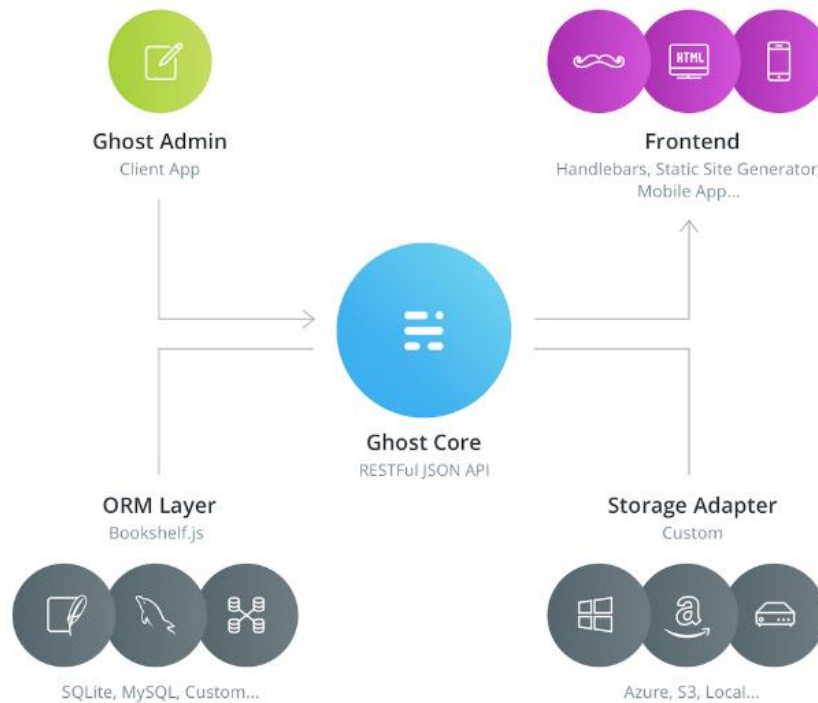 HTML
Ghost Admin
Client App
Frontend
Handlebars, Static Site Generator
Mobile App...
Ghost Core
RESTFul JSON API
ORM Layer
Bookshelf.js
SQLite, MySQL, Custom...
Storage Adapter
Custom
a
Azure, S3, Local...